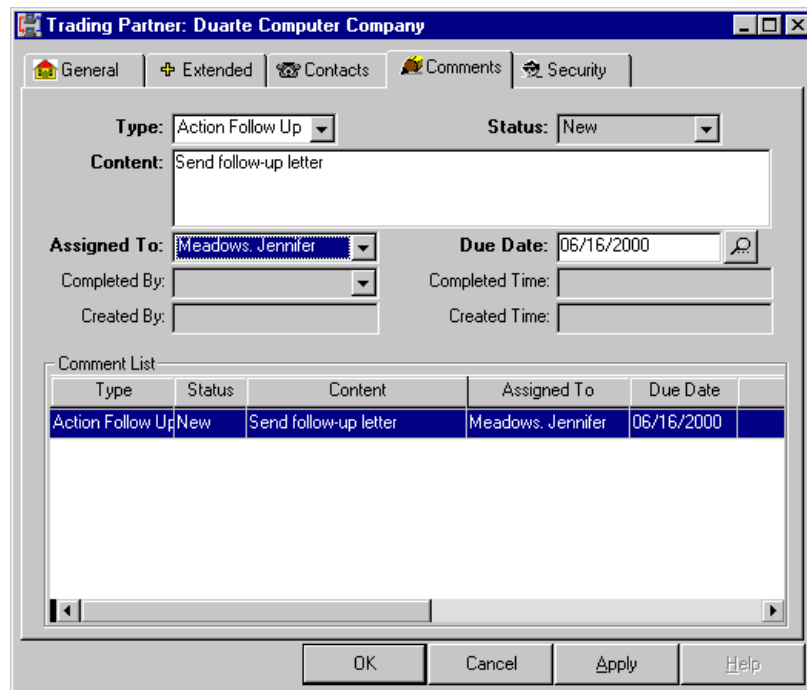 Trading Partner: Duarte Computer Company
General Extended Contacts Comments Security
Type: Action Follow Up Status: New
Content: Send follow-up letter
Assigned To: Meadows. Jennifer Due Date: 06/16/2000
Completed By: Completed Time:
Created By: Created Time:
Comment List
Type Status Content Assigned To Due Date
Action Follow Up New Send follow-up letter Meadows. Jennifer 06/16/2000
OK Cancel Apply Help